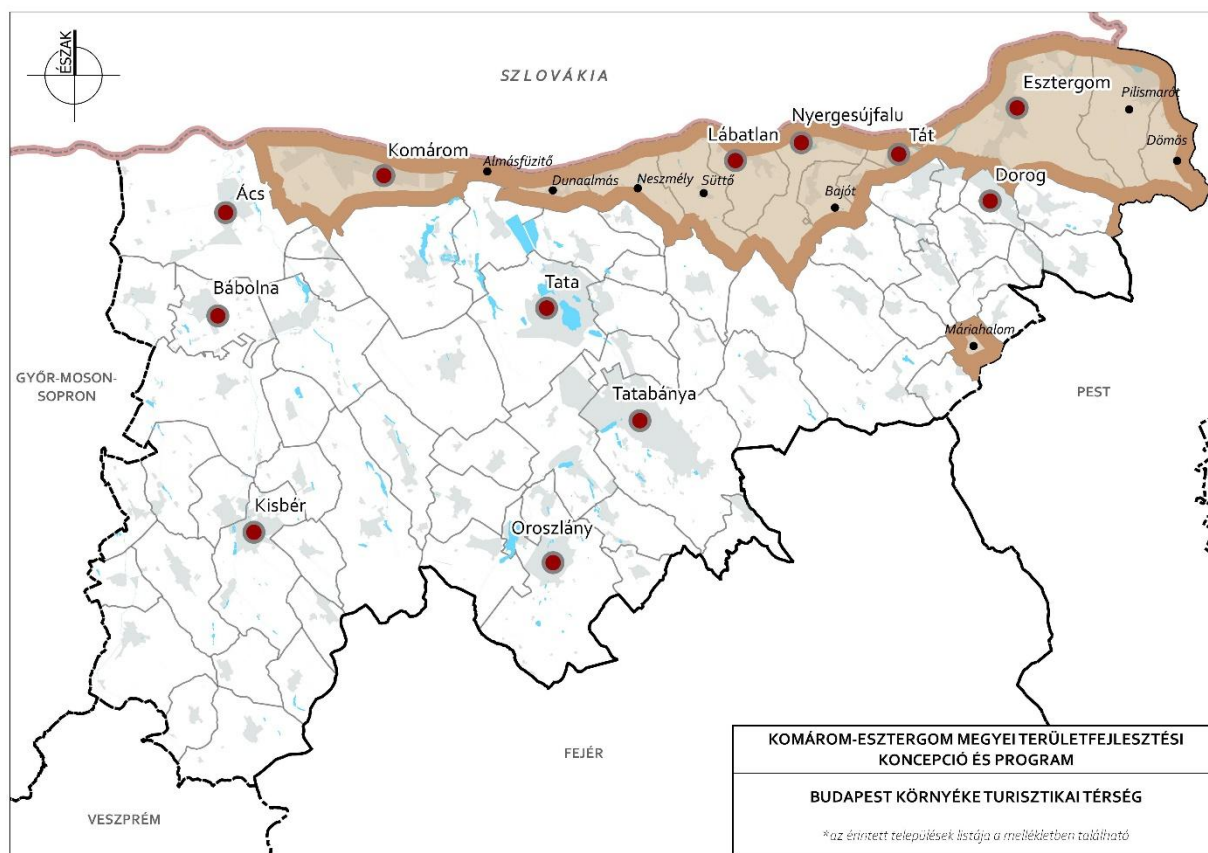 ÉSZAK
SZLOVÁKIA
Esztergom
Pilismarót
Nyergesújfalu
Lábatlan
Tát
Dömös
Komárom
Almásfüzitő
Dunaalmás
Neszmély
Süttő
Bajót
Dorog
Ács
Bábolna
Tata
Máriahalom
GYŐR-MOSON-
SOPRON
PEST
Tatabánya
Kisbér
Oroszlány
FEJÉR
VESZPRÉM
KOMÁROM-ESZTERGOM MEGYEI TERÜLETFEJLESZTÉSI
KONCEPCIÓ ÉS PROGRAM
BUDAPEST KÖRNYÉKE TURISZTIKAI TÉRSÉG
*az érintett települések listája a mellékletben található